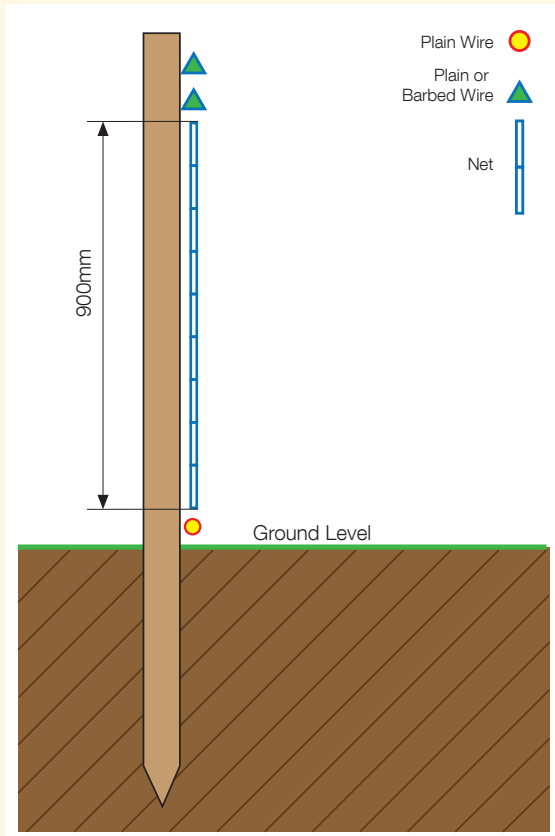 Plain Wire
Plain or
Barbed Wire
Net
900mm
Ground Level